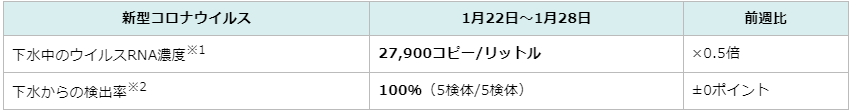 新型コロナウイルス 1月22日～1月28日 前週比
下水中のウイルスRNA濃度※1 27,900コピー/リットル ×0.5倍
下水からの検出率※2 100%（5検体/5検体） ±0ポイント